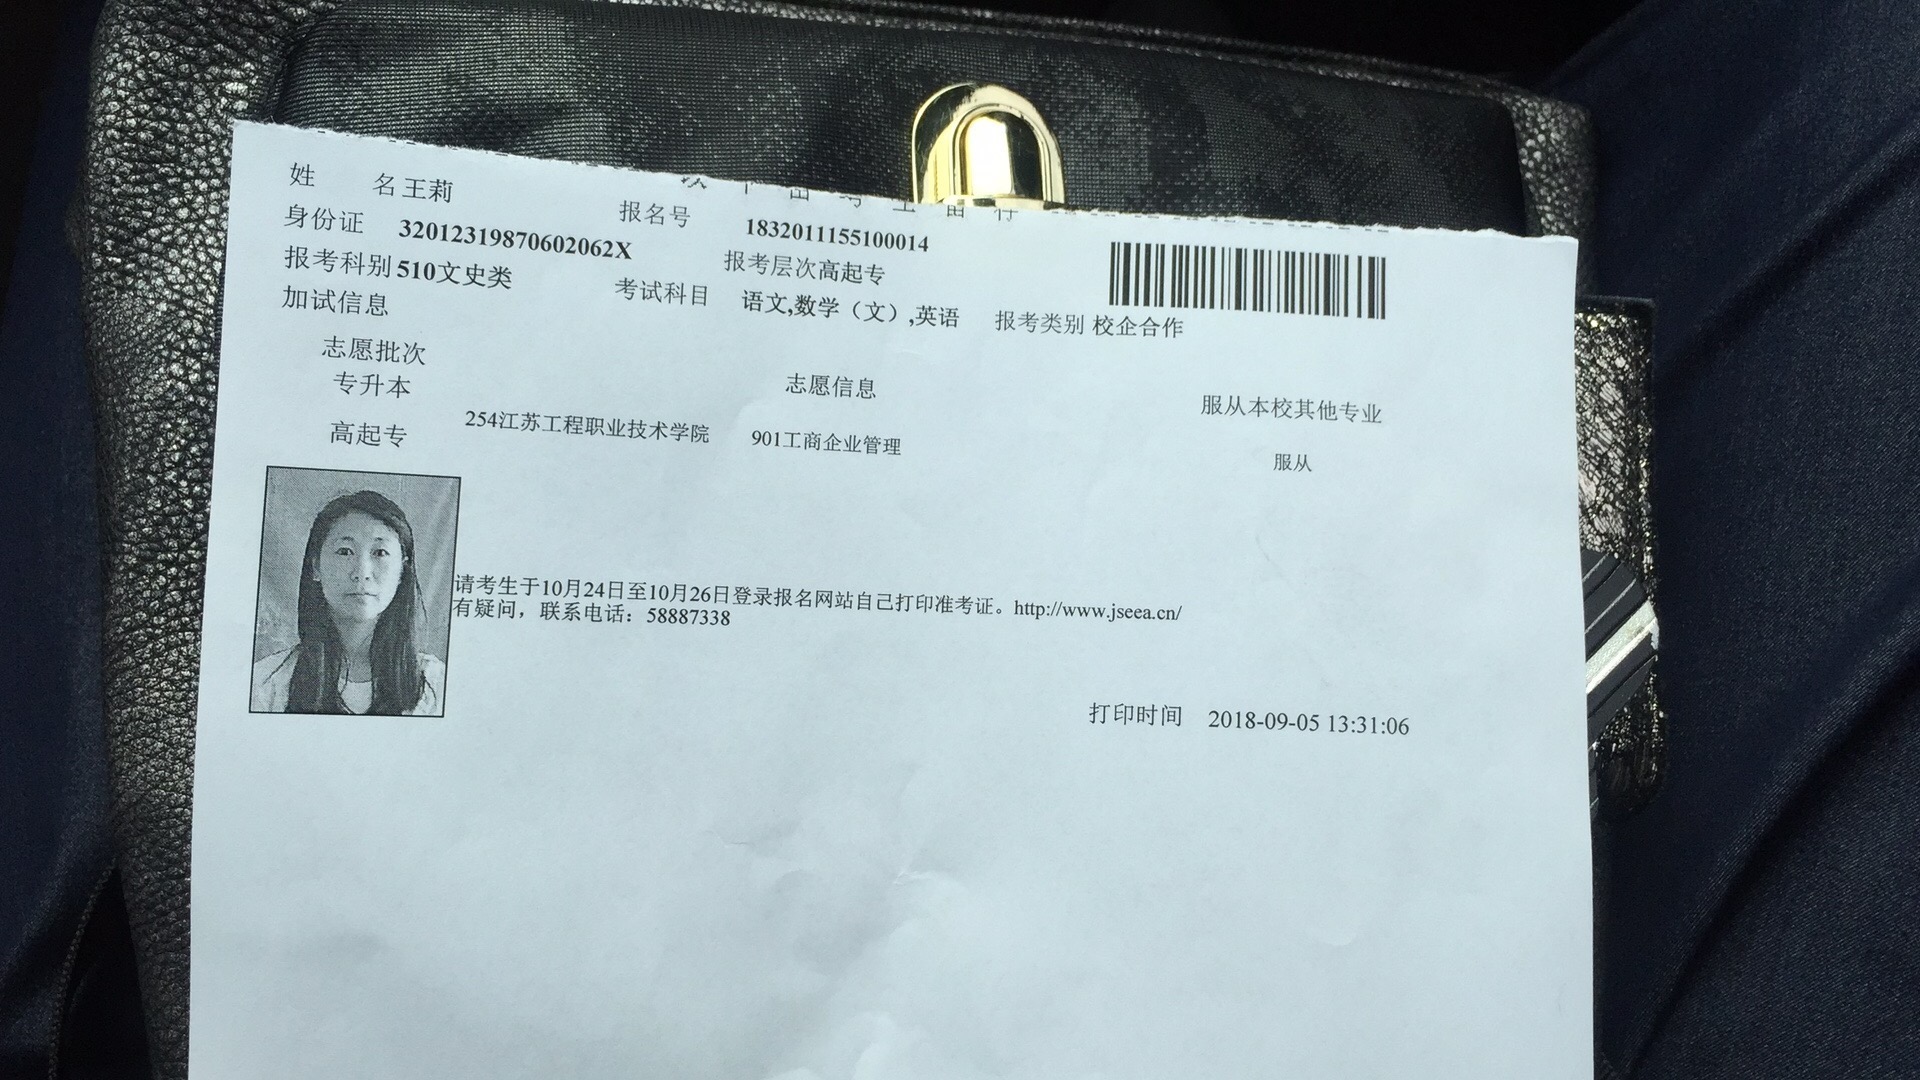 姓 名 王莉
报名号 1832011155100014
身份证 32012319870602062X
报考层次 高起专
报考科别 510文史类
考试科目 语文,数学（文）,英语
报考类别 校企合作
加试信息
志愿批次 志愿信息 服从本校其他专业
专升本
高起专 254江苏工程职业技术学院 901工商企业管理 服从
请考生于10月24日至10月26日登录报名网站自己打印准考证。http://www.jseea.cn/
有疑问，联系电话：58887338
打印时间 2018-09-05 13:31:06